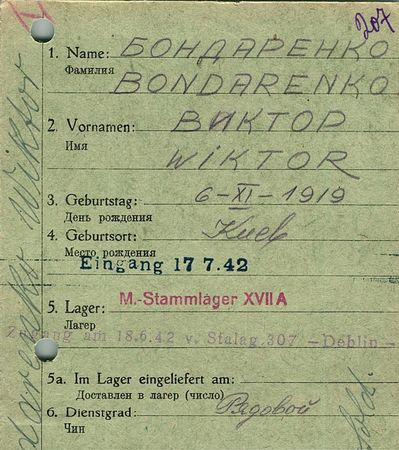 207
1. Name: БОНДАРЕНКО
Фамилия
BONDARENKO
2. Vornamen: ВИКТОР
Имя
WiKTOR
3. Geburtstag: 6-XI-1919
День рождения
4. Geburtsort: Киев
Место рождения
Eingang 17 7.42
M.-Stammlager XVII A
5. Lager:
Лагерь
Zugang am 18.6.42 v. Stalag 307 -Deblin-
5a. Im Lager eingeliefert am:
Доставлен в лагерь (число)
6. Dienstgrad: Рядовой
Чин
Wiktor